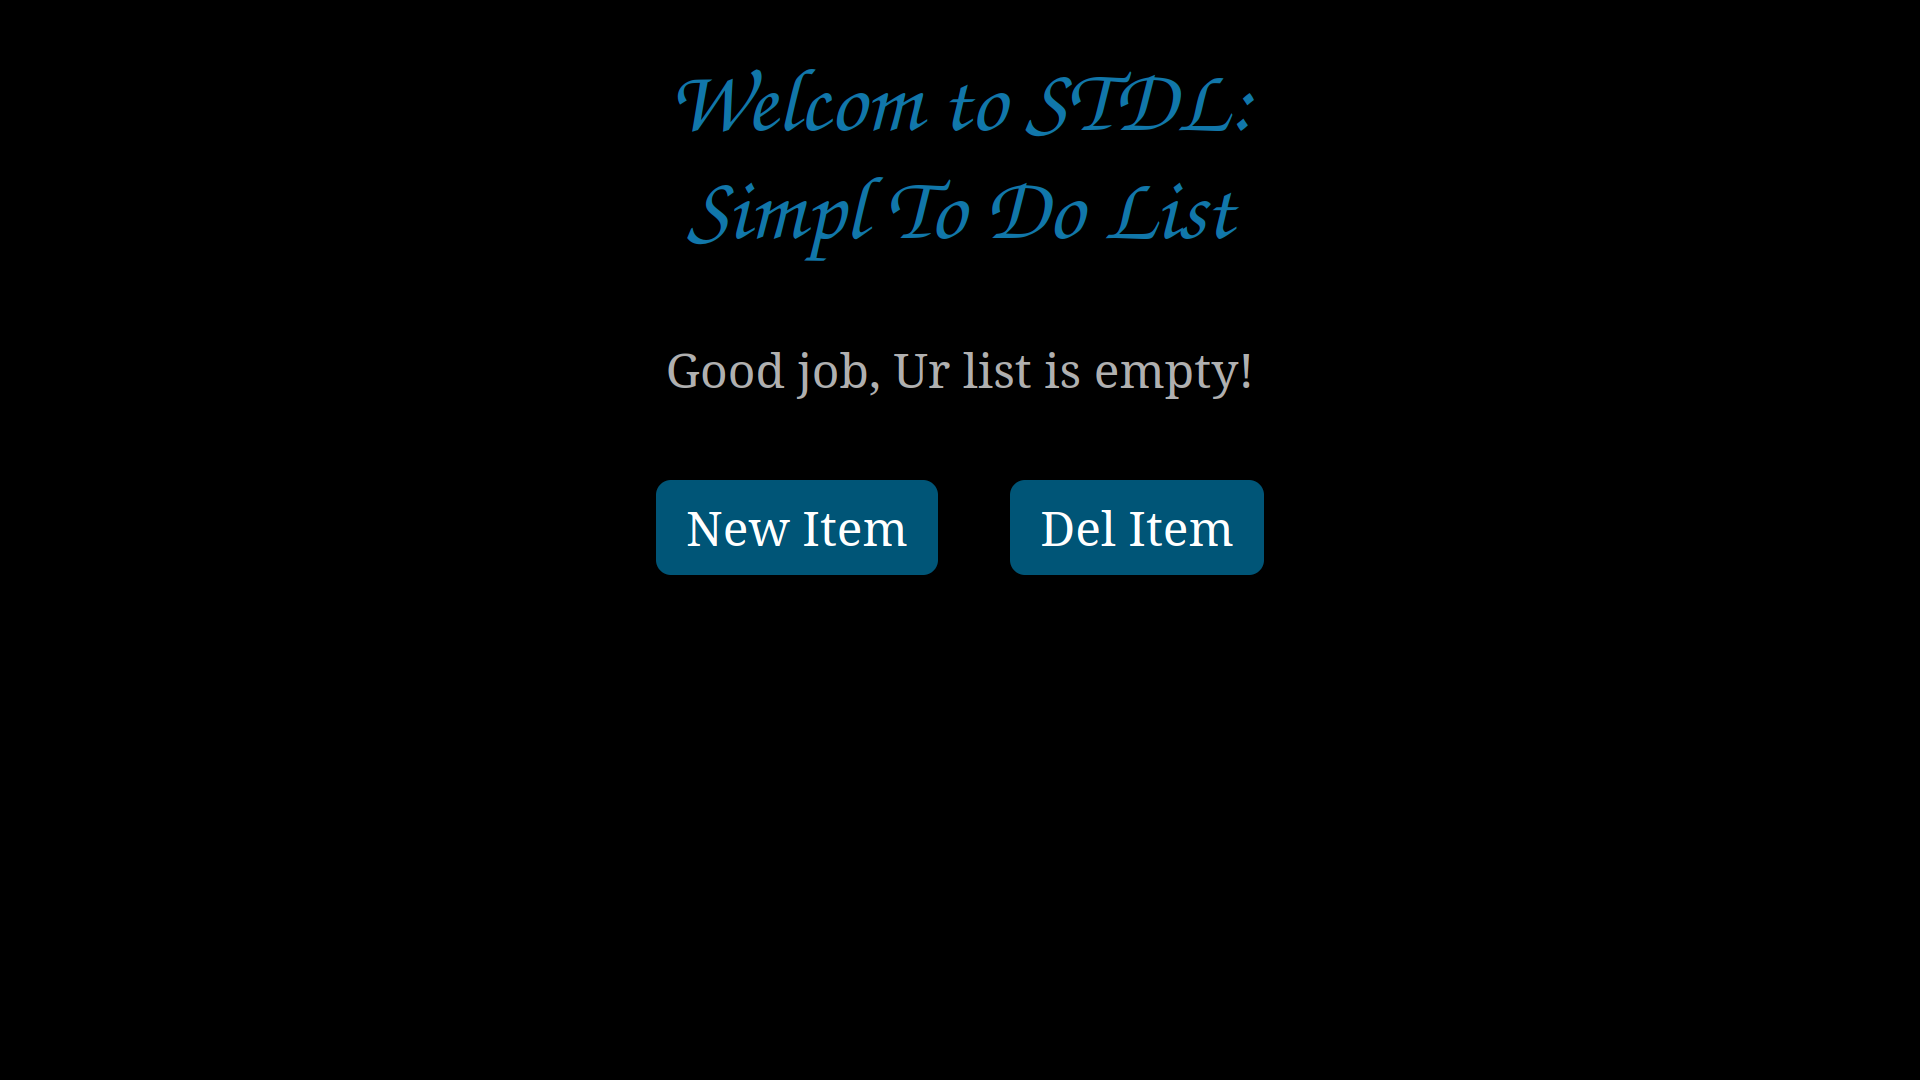 Welcom to STDL:
Simpl To Do List
Good job, Ur list is empty!
New Item
Del Item